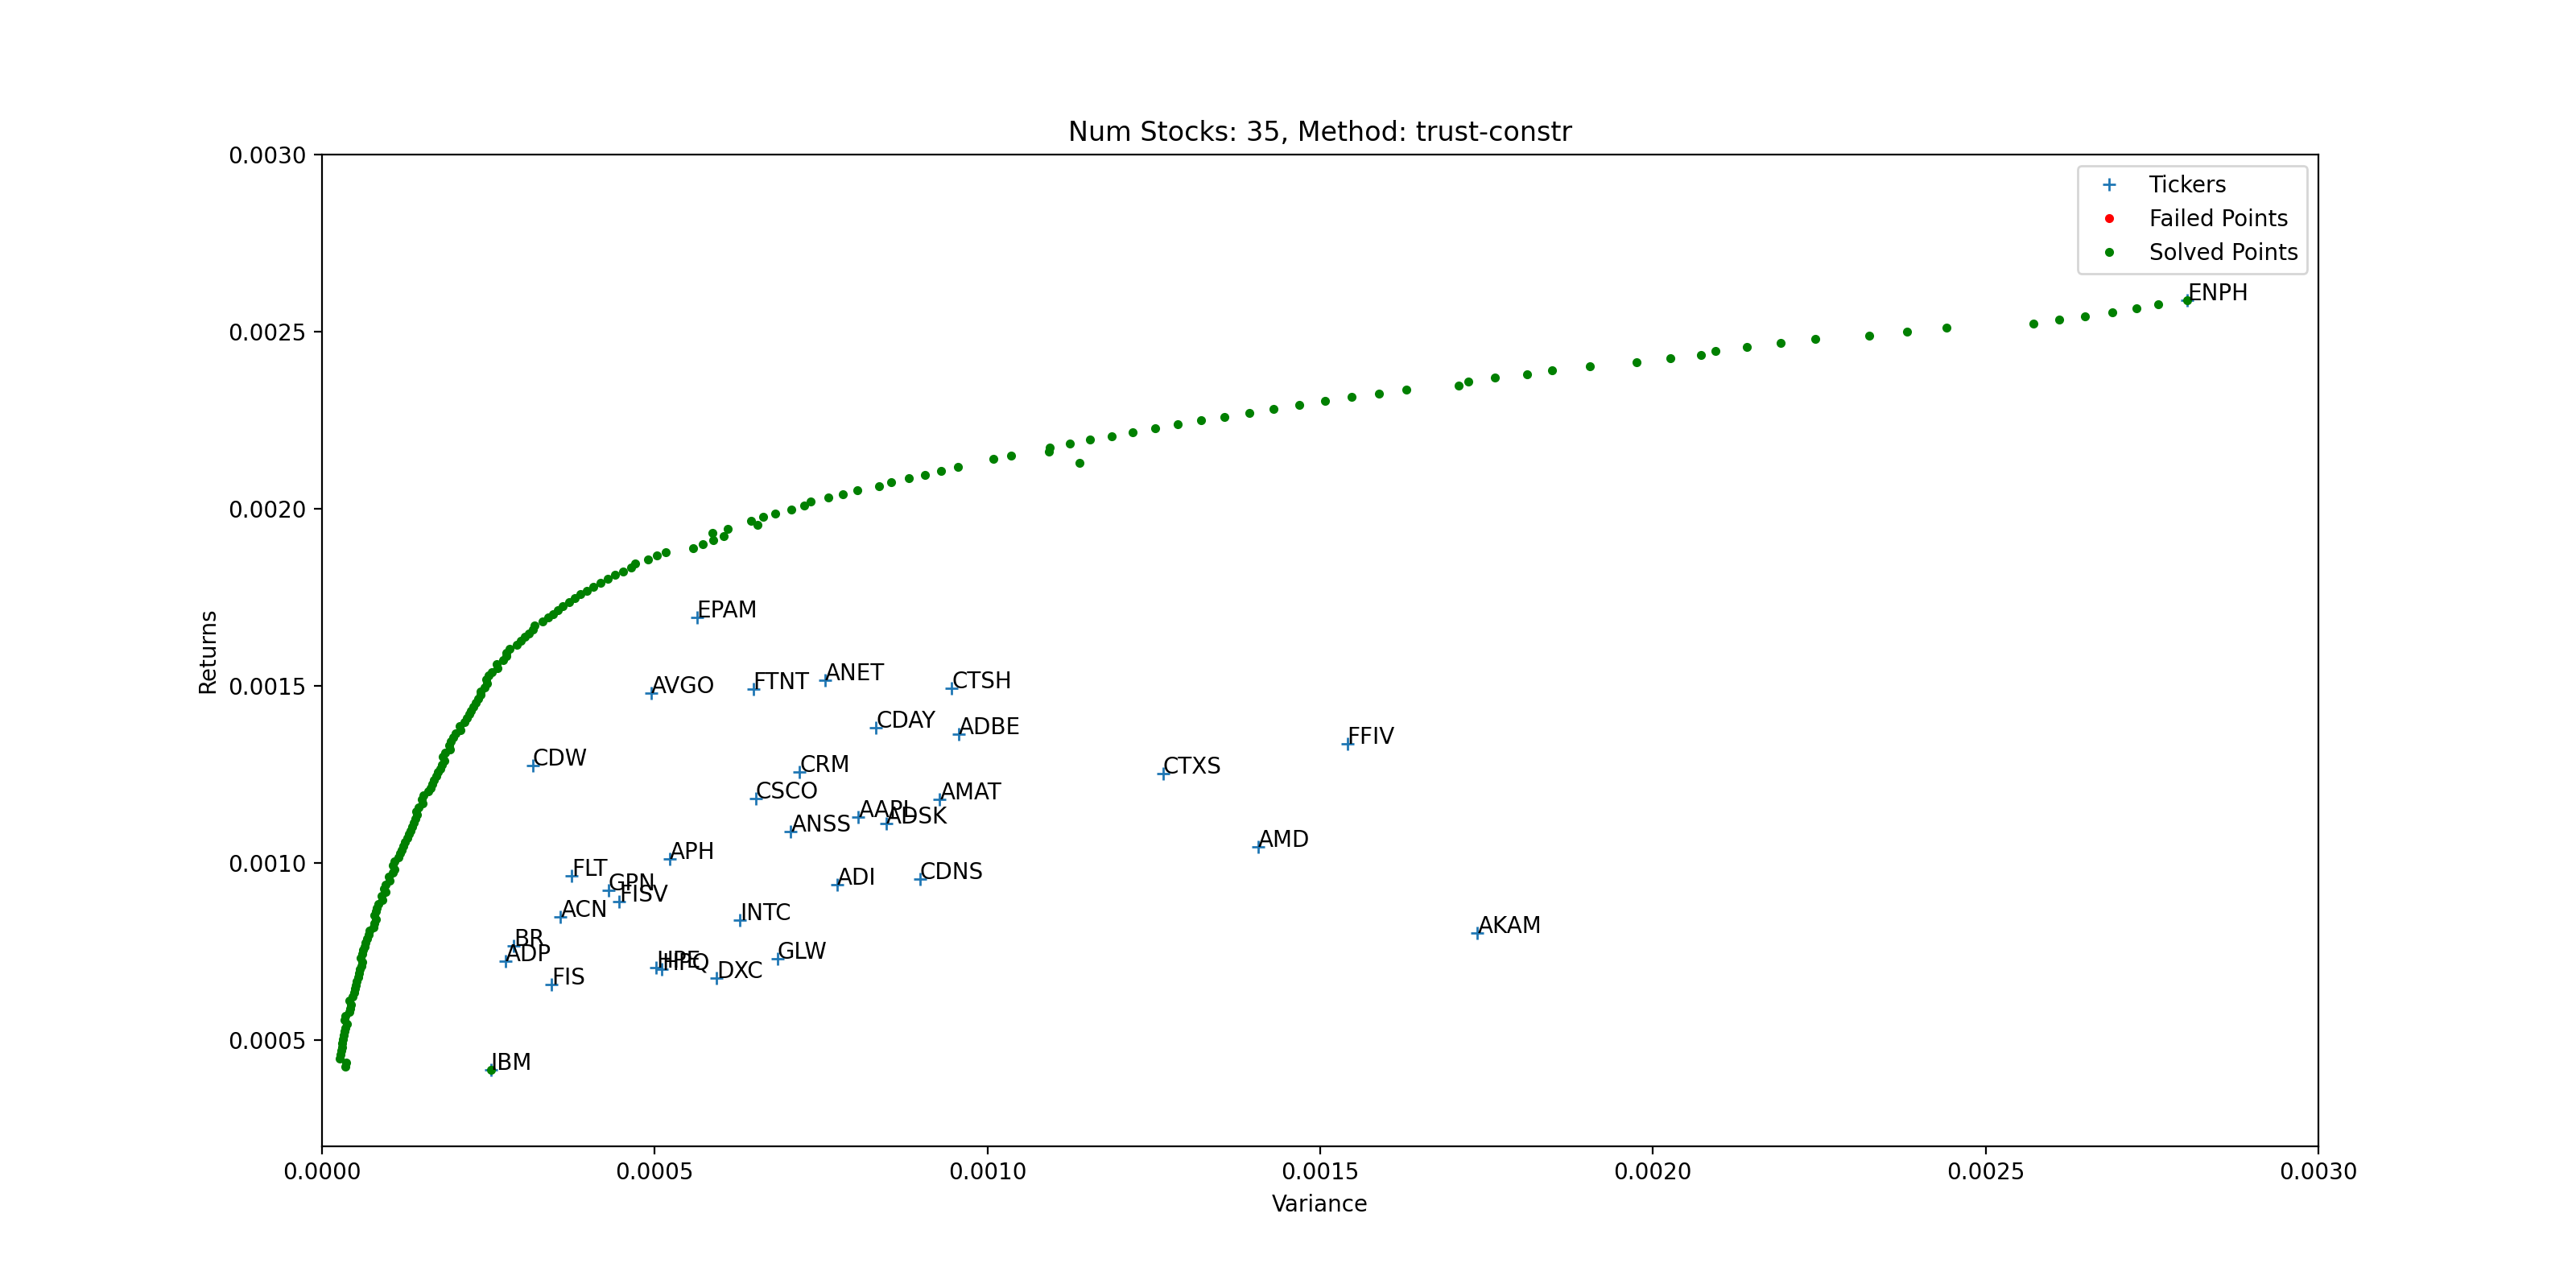 Num Stocks: 35, Method: trust-constr
0.0030
Tickers
Failed Points
Solved Points
ENPH
0.0025
0.0020
Returns
EPAM
ANET
CTSH
FTNT
AVGO
0.0015
CDAY
ADBE
FFIV
CDW
CRM
CTXS
CSCO
AMAT
AAPL
ADSK
ANSS
AMD
APH
0.0010
FLT
CDNS
ADI
GPN
FISV
ACN
INTC
AKAM
BR
ADP
GLW
HPE
HPQ
DXC
FIS
IBM
0.0005
0.0000
0.0005
0.0010
0.0015
0.0020
0.0025
0.0030
Variance